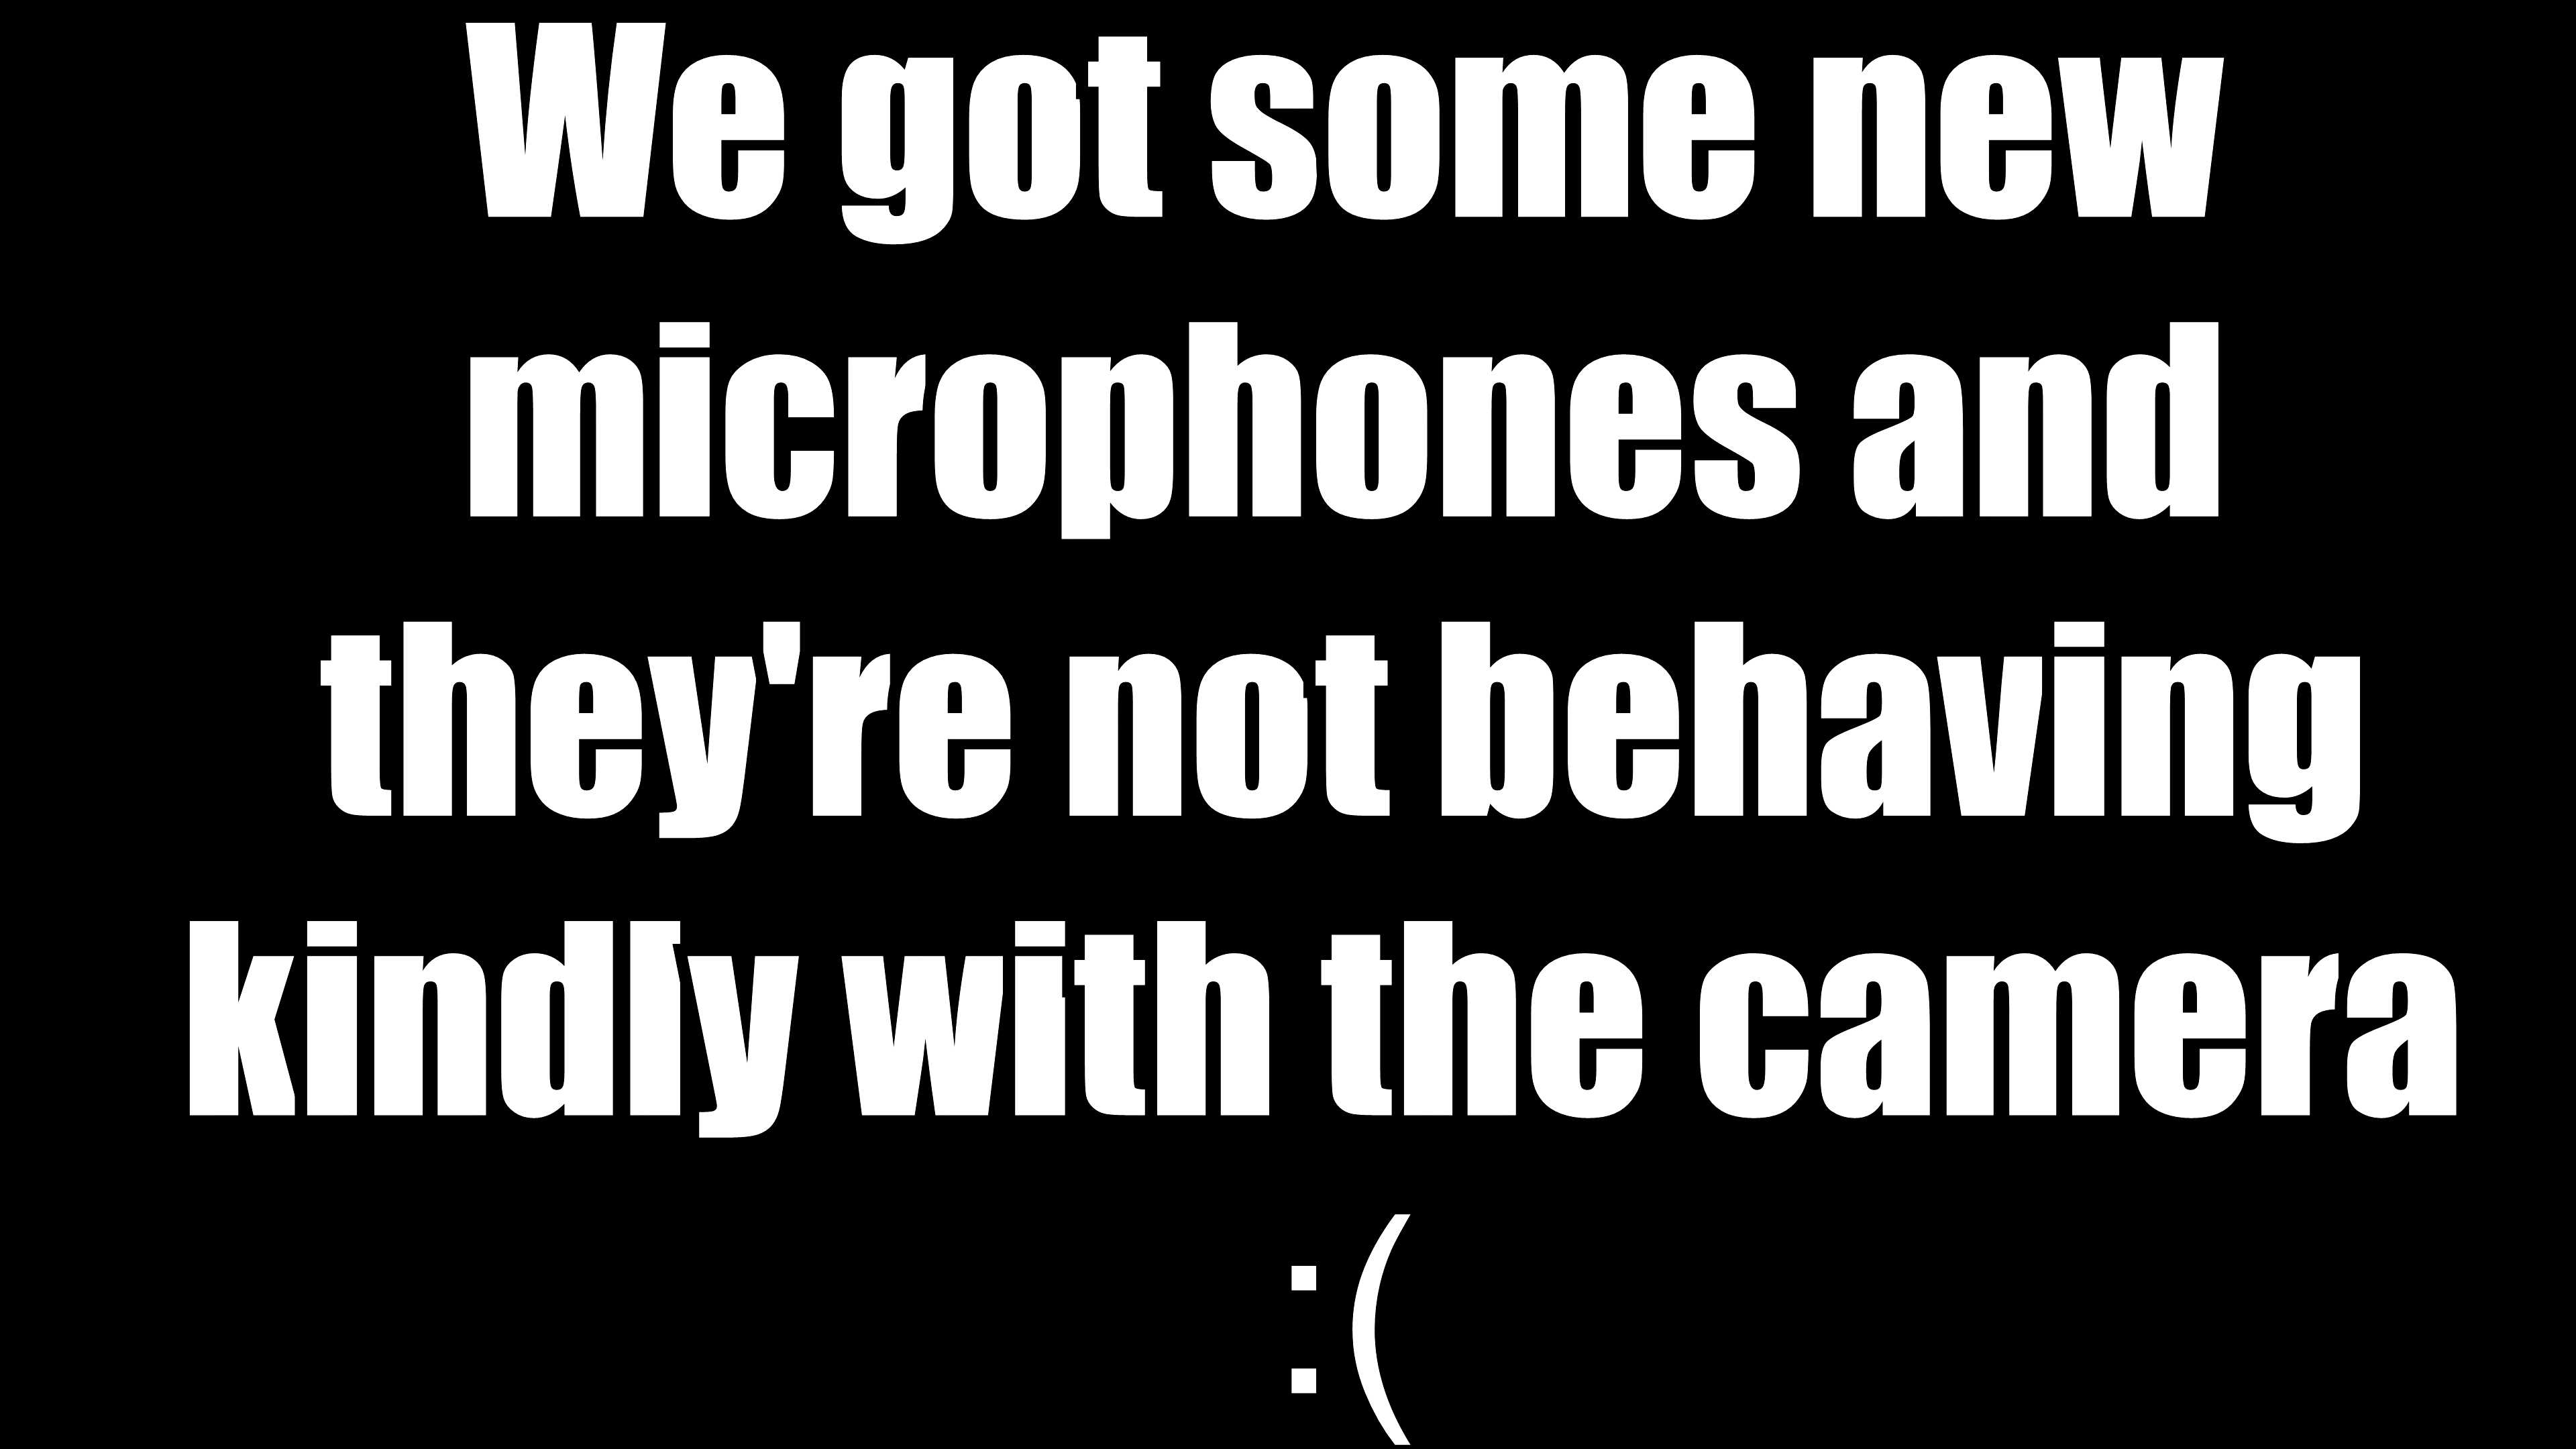 We got some new
microphones and
they're not behaving
kindly with the camera
:(